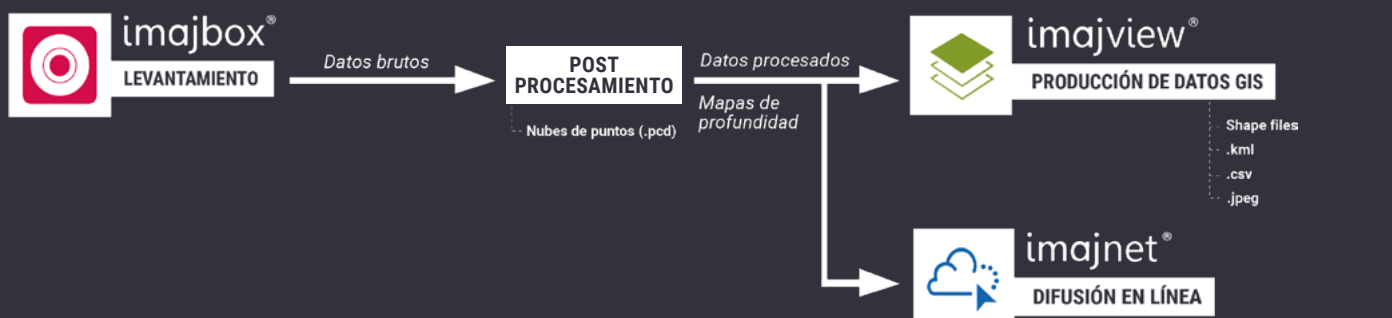 imajbox®
LEVANTAMIENTO
Datos brutos
POST
PROCESAMIENTO
Nubes de puntos (.pcd)
Datos procesados
Mapas de
profundidad
imajview®
PRODUCCIÓN DE DATOS GIS
Shape files
.kml
.csv
.jpeg
imajnet®
DIFUSIÓN EN LÍNEA